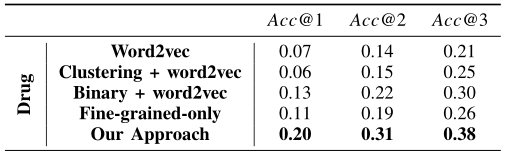 Acc@1 Acc@2 Acc@3
Drug
Word2vec 0.07 0.14 0.21
Clustering + word2vec 0.06 0.15 0.25
Binary + word2vec 0.13 0.22 0.30
Fine-grained-only 0.11 0.19 0.26
Our Approach 0.20 0.31 0.38